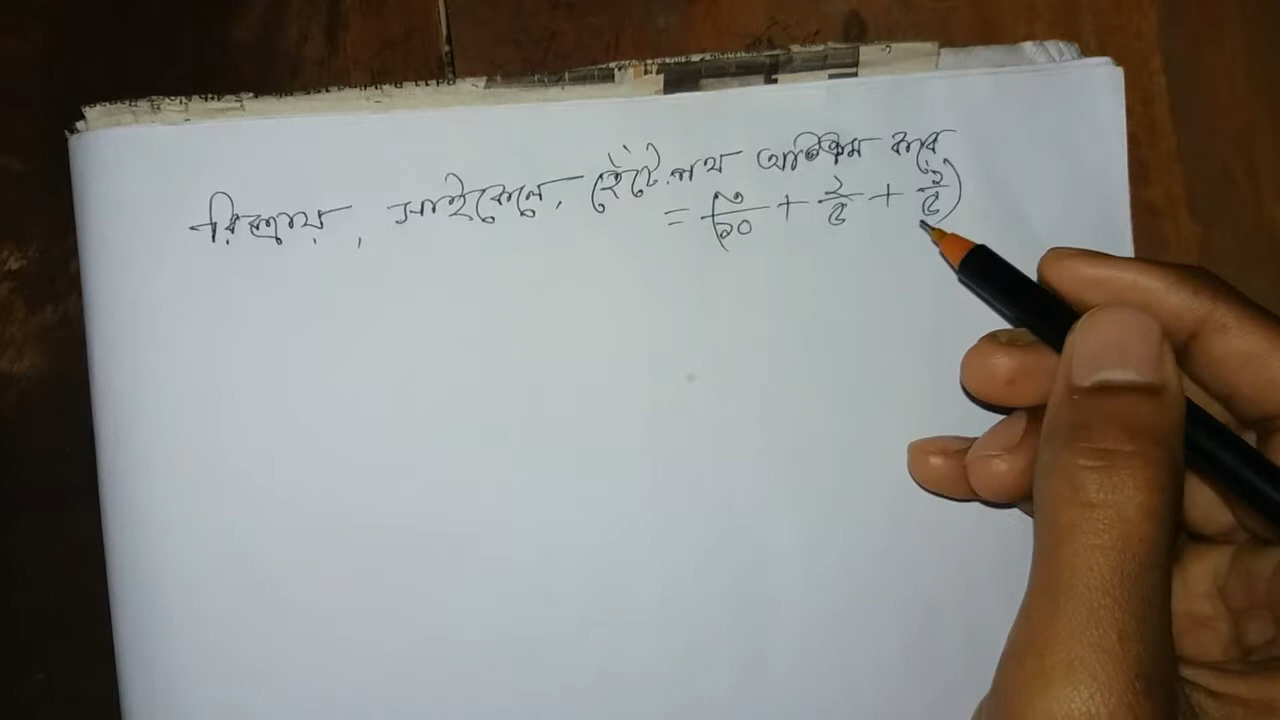 রিক্সায়, সাইকেলে, হেঁটে পথ অতিক্রম করে
= (৩/১০ + ২/৫ + ১/৫)